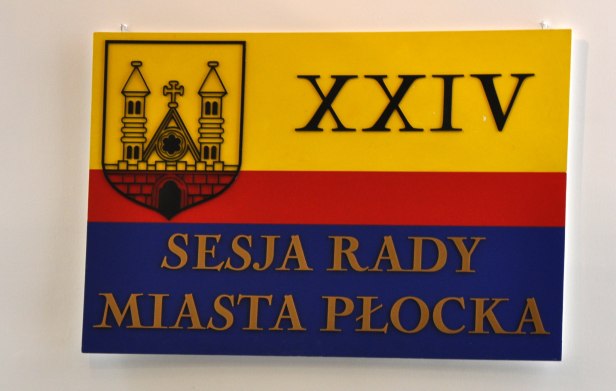 XXIV
SESJA RADY
MIASTA PŁOCKA